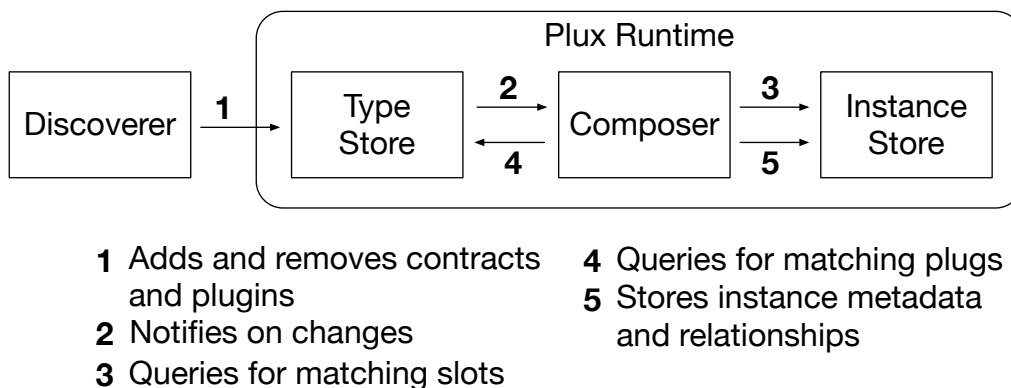 Plux Runtime
Discoverer
1
Type
Store
2
4
Composer
3
5
Instance
Store
1 Adds and removes contracts
and plugins
2 Notifies on changes
3 Queries for matching slots
4 Queries for matching plugs
5 Stores instance metadata
and relationships